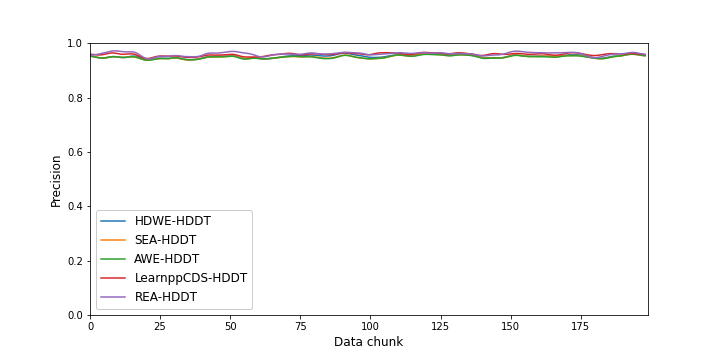 1.0
0.8
0.6
0.4
0.2
0.0
Precision
HDWE-HDDT
SEA-HDDT
AWE-HDDT
LearnppCDS-HDDT
REA-HDDT
0 25 50 75 100 125 150 175
Data chunk